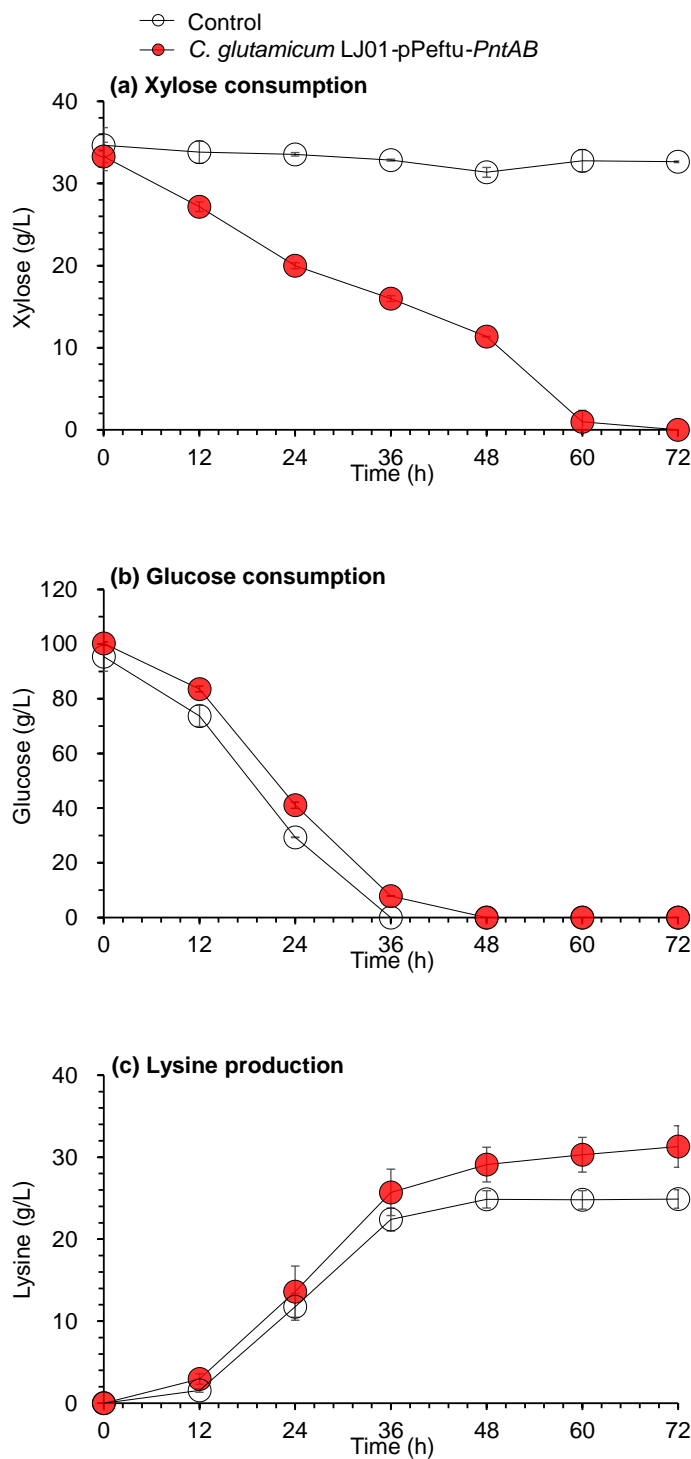 Control
C. glutamicum LJ01-pPeftu-PntAB
(a) Xylose consumption
40
30
20
10
0
Xylose (g/L)
0 12 24 36 48 60 72
Time (h)
(b) Glucose consumption
120
100
80
60
40
20
0
Glucose (g/L)
0 12 24 36 48 60 72
Time (h)
(c) Lysine production
40
30
20
10
0
Lysine (g/L)
0 12 24 36 48 60 72
Time (h)